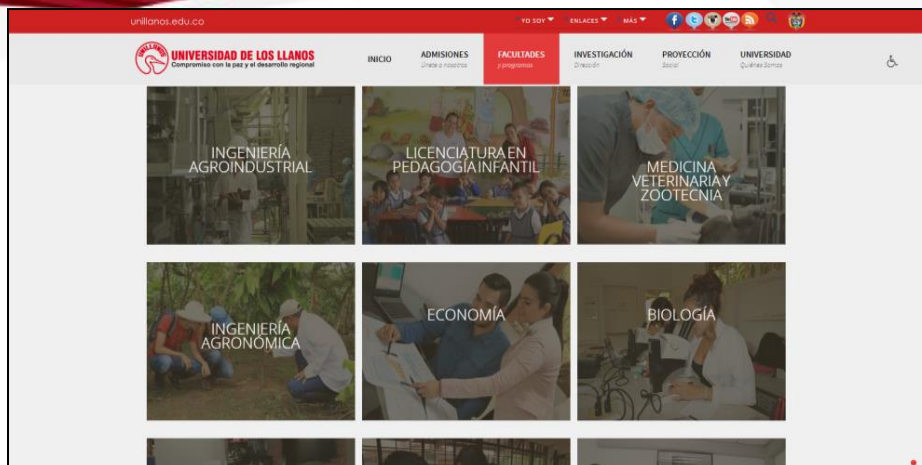 unillanos.edu.co
YO SOY
ENLACES
MÁS
UNIVERSIDAD DE LOS LLANOS
Compromiso con la paz y el desarrollo regional
INICIO
ADMISIONES
Únete a nosotros
FACULTADES
y programas
INVESTIGACIÓN
Dirección
PROYECCIÓN
Social
UNIVERSIDAD
Quiénes Somos
INGENIERÍA
AGROINDUSTRIAL
LICENCIATURA EN
PEDAGOGÍA INFANTIL
MEDICINA
VETERINARIA Y
ZOOTECNIA
INGENIERÍA
AGRONÓMICA
ECONOMÍA
BIOLOGÍA